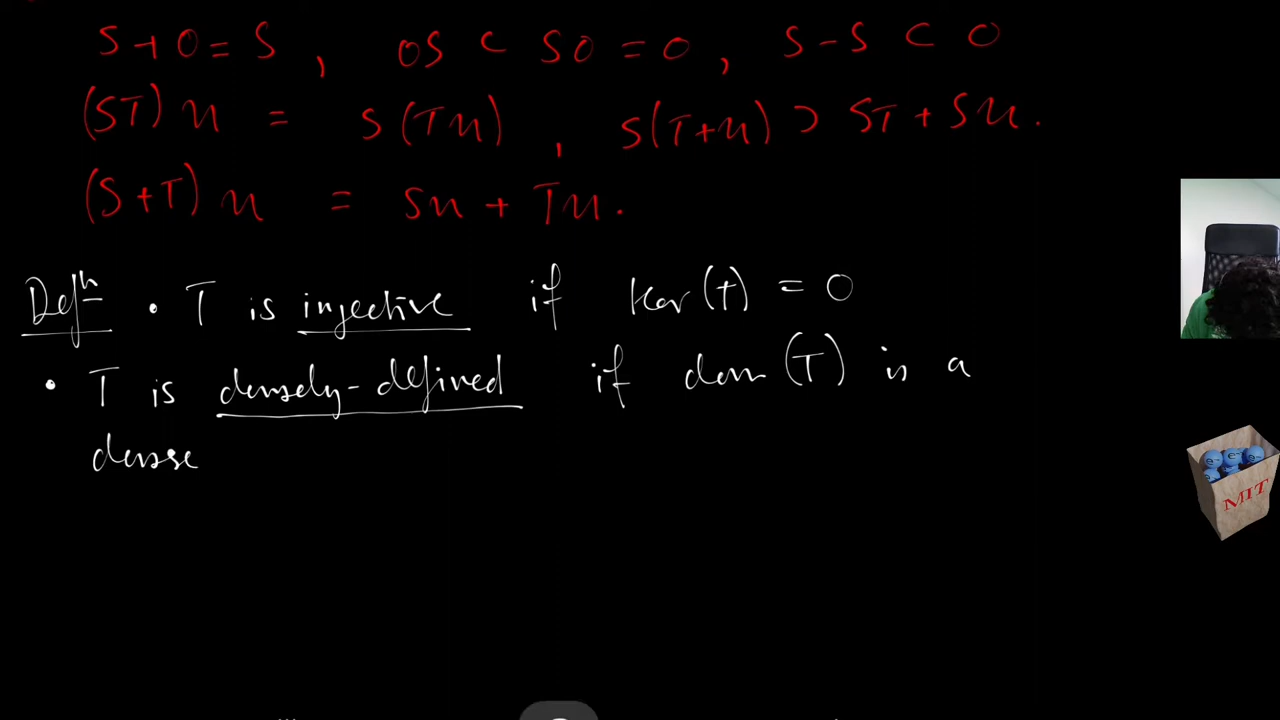 S+0=S, 0S ⊂ S0=0, S-S ⊂ 0
(ST)U = S(TU), S(T+U) ⊃ ST+SU.
(S+T)U = SU+TU.
Defn • T is injective if ker(T) = 0
• T is densely-defined if dom(T) is a
dense
e- e- e-
e-
MIT